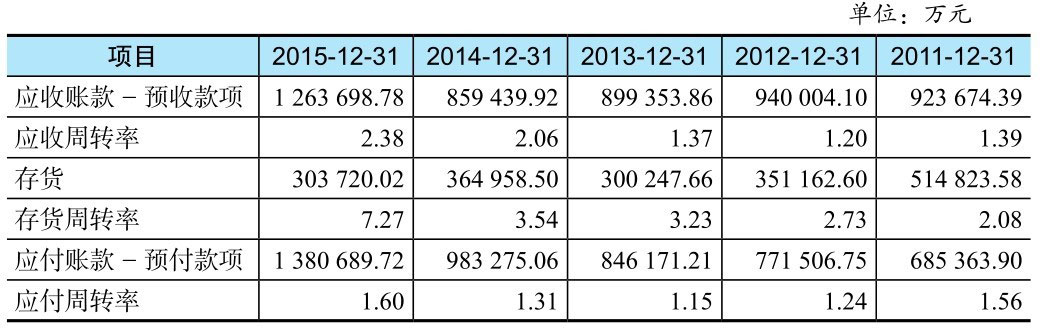 单位：万元
项目 2015-12-31 2014-12-31 2013-12-31 2012-12-31 2011-12-31
应收账款－预收款项 1 263 698.78 859 439.92 899 353.86 940 004.10 923 674.39
应收周转率 2.38 2.06 1.37 1.20 1.39
存货 303 720.02 364 958.50 300 247.66 351 162.60 514 823.58
存货周转率 7.27 3.54 3.23 2.73 2.08
应付账款－预付款项 1 380 689.72 983 275.06 846 171.21 771 506.75 685 363.90
应付周转率 1.60 1.31 1.15 1.24 1.56